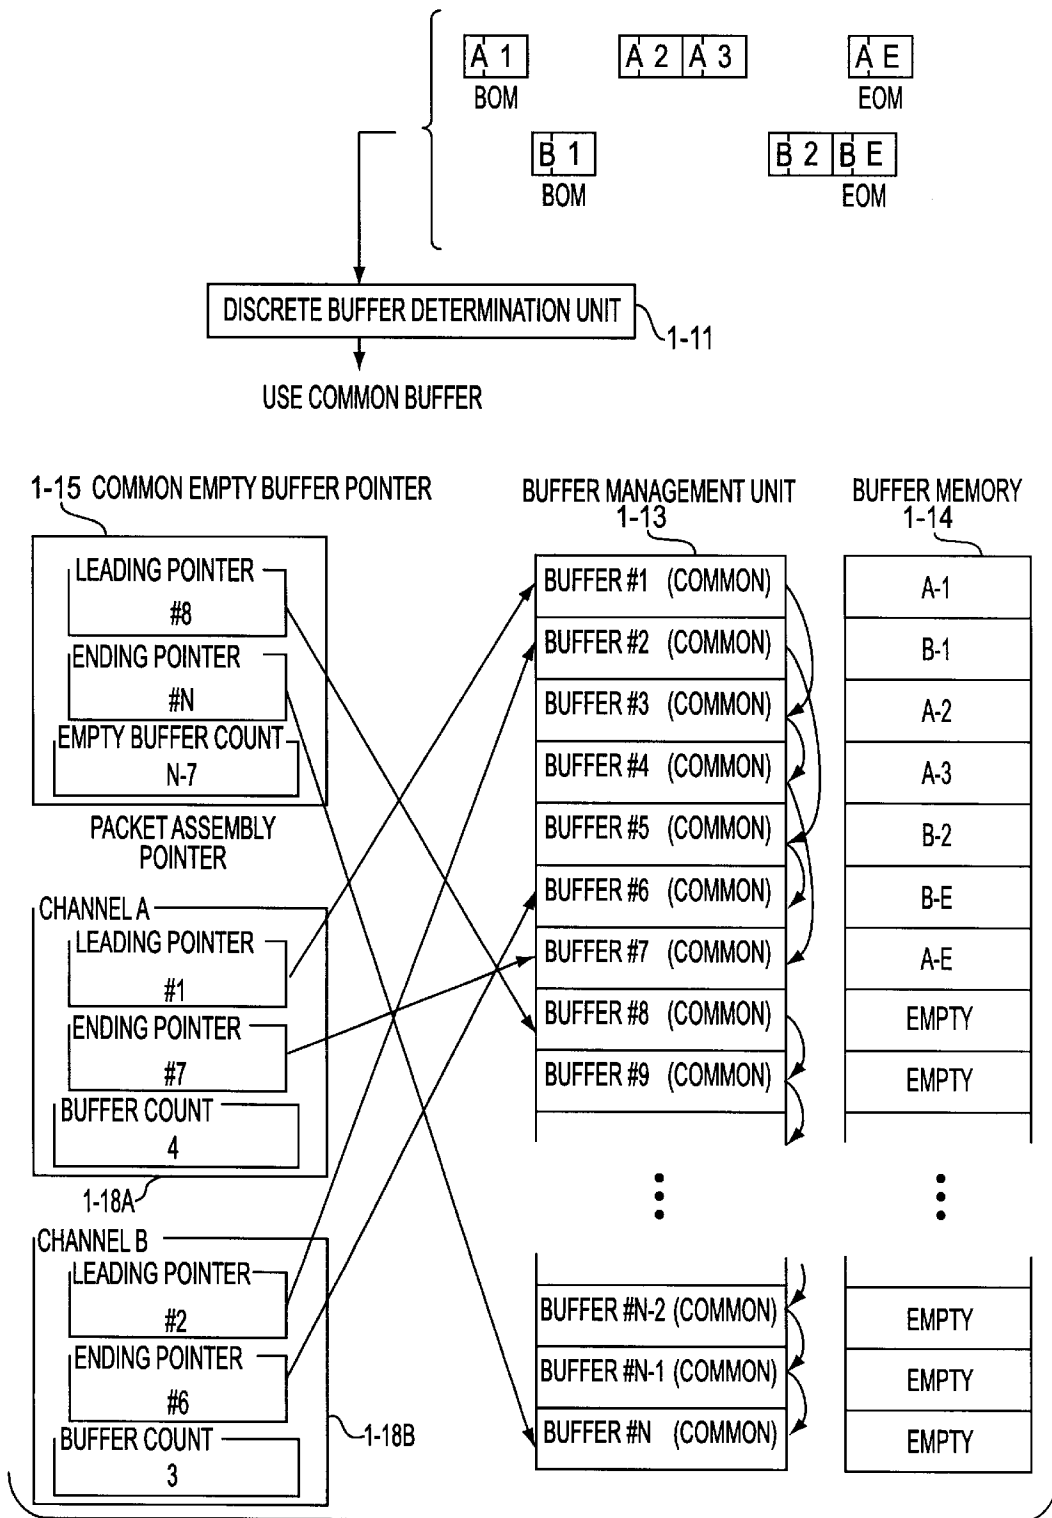 A 1
A 2 A 3
A E
BOM
EOM
B 1
B 2 B E
BOM
EOM
DISCRETE BUFFER DETERMINATION UNIT
1-11
USE COMMON BUFFER
1-15 COMMON EMPTY BUFFER POINTER
LEADING POINTER
#8
ENDING POINTER
#N
EMPTY BUFFER COUNT
N-7
PACKET ASSEMBLY
POINTER
CHANNEL A
LEADING POINTER
#1
ENDING POINTER
#7
BUFFER COUNT
4
1-18A
CHANNEL B
LEADING POINTER
#2
ENDING POINTER
#6
BUFFER COUNT
3
1-18B
BUFFER MANAGEMENT UNIT
1-13
BUFFER #1 (COMMON)
BUFFER #2 (COMMON)
BUFFER #3 (COMMON)
BUFFER #4 (COMMON)
BUFFER #5 (COMMON)
BUFFER #6 (COMMON)
BUFFER #7 (COMMON)
BUFFER #8 (COMMON)
BUFFER #9 (COMMON)
BUFFER #N-2 (COMMON)
BUFFER #N-1 (COMMON)
BUFFER #N (COMMON)
BUFFER MEMORY
1-14
A-1
B-1
A-2
A-3
B-2
B-E
A-E
EMPTY
EMPTY
EMPTY
EMPTY
EMPTY